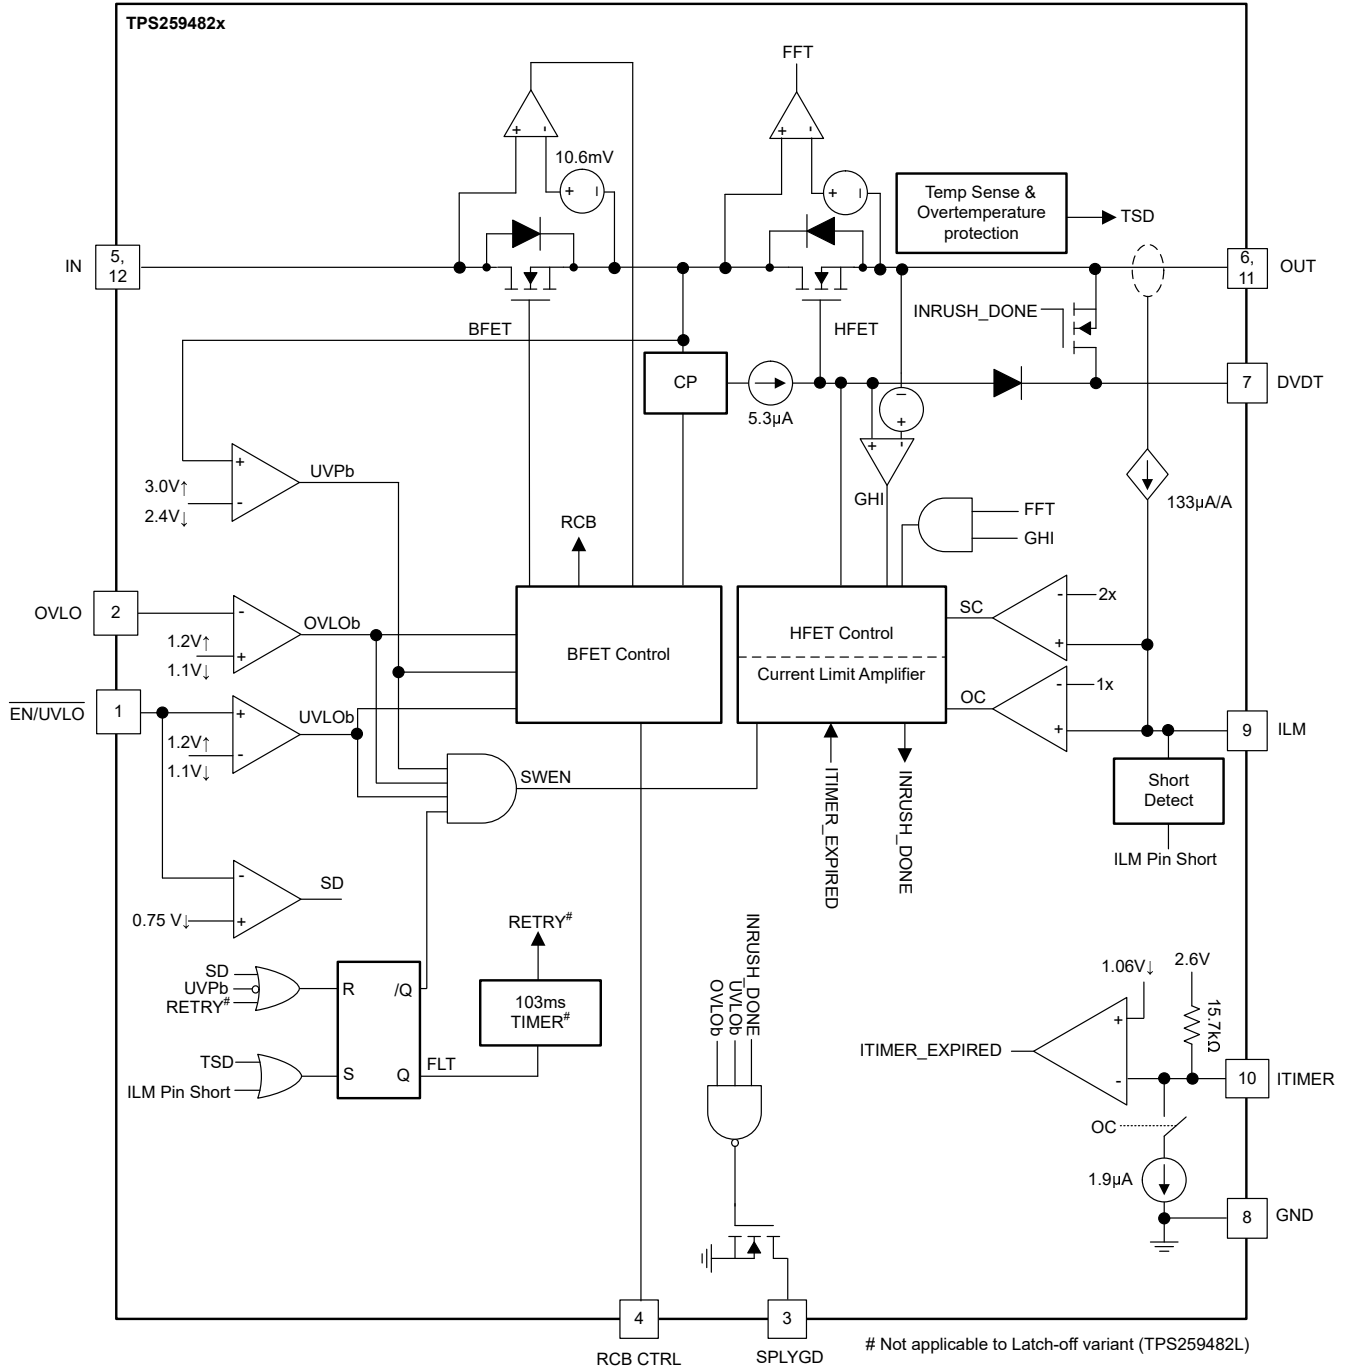 TPS259482x
FFT
10.6mV
+ -
+ -
+ -
+ -
Temp Sense &
Overtemperature
protection
TSD
IN
5,
12
6,
11
OUT
BFET
HFET
INRUSH_DONE
CP
5.3µA
7
DVDT
-
+
+ -
GHI
UVPb
+
-
3.0V↑
2.4V↓
133µA/A
RCB
FFT
GHI
OVLO
2
-
+
1.2V↑
1.1V↓
OVLOb
BFET Control
HFET Control
Current Limit Amplifier
SC
-
+
2x
OC
-
+
1x
EN/UVLO
1
+
-
1.2V↑
1.1V↓
UVLOb
9
ILM
SWEN
ITIMER_EXPIRED
INRUSH_DONE
Short
Detect
ILM Pin Short
-
+
0.75 V↓
SD
RETRY#
103ms
TIMER#
SD
UVPb
RETRY#
R
/Q
TSD
ILM Pin Short
S
Q
FLT
OVLOb
UVLOb
INRUSH_DONE
1.06V↓
2.6V
15.7kΩ
+
-
ITIMER_EXPIRED
10
ITIMER
OC
1.9µA
8
GND
4
RCB CTRL
3
SPLYGD
# Not applicable to Latch-off variant (TPS259482L)